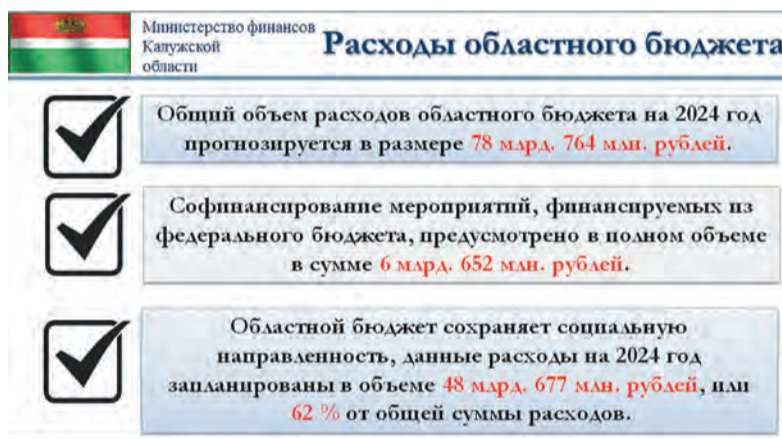 Министерство финансов
Калужской
области
Расходы областного бюджета
Общий объем расходов областного бюджета на 2024 год
прогнозируется в размере 78 млрд. 764 млн. рублей.
Софинансирование мероприятий, финансируемых из
федерального бюджета, предусмотрено в полном объеме
в сумме 6 млрд. 652 млн. рублей.
Областной бюджет сохраняет социальную
направленность, данные расходы на 2024 год
запланированы в объеме 48 млрд. 677 млн. рублей, или
62 % от общей суммы расходов.